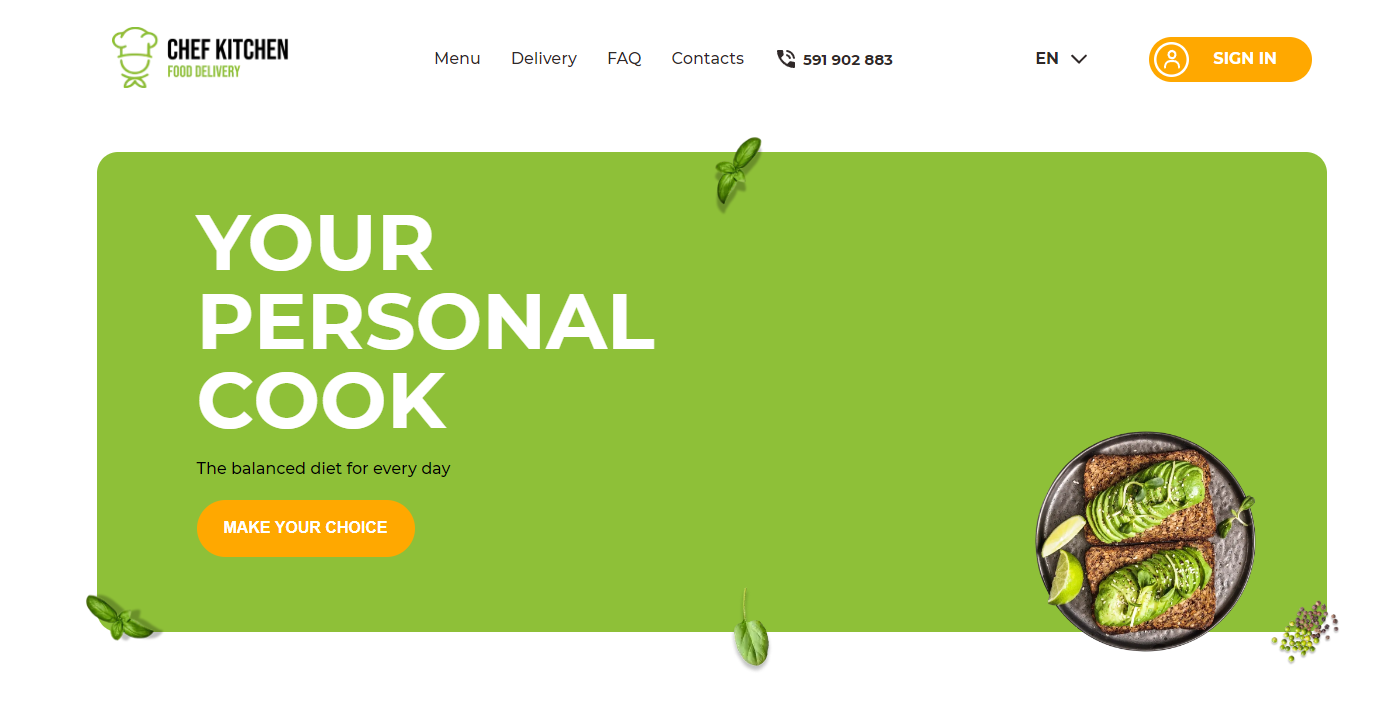 CHEF KITCHEN
FOOD DELIVERY
Menu
Delivery
FAQ
Contacts
591 902 883
EN
SIGN IN
YOUR
PERSONAL
COOK
The balanced diet for every day
MAKE YOUR CHOICE